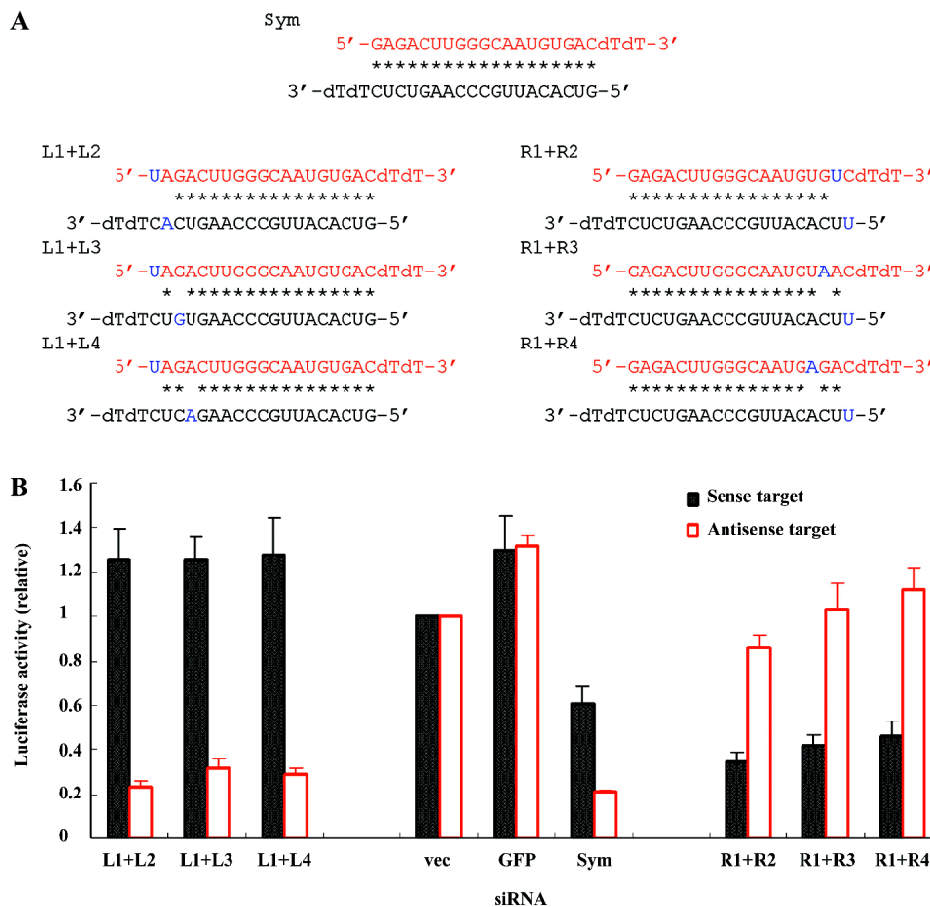 A
Sym
5′-GAGACUUGGGCAAUGUGACdTdT-3′
*******************
3′-dTdTCUCUGAACCCGUUACACUG-5′
L1+L2
5′-UAGACUUGGGCAAUGUGACdTdT-3′
*****************
3′-dTdTCACUGAACCCGUUACACUG-5′
L1+L3
5′-UAGACUUGGGCAAUGUGACdTdT-3′
* ****************
3′-dTdTCUGUGAACCCGUUACACUG-5′
L1+L4
5′-UAGACUUGGGCAAUGUGACdTdT-3′
** ***************
3′-dTdTCUCAGAACCCGUUACACUG-5′
R1+R2
5′-GAGACUUGGGCAAUGUGUCdTdT-3′
*****************
3′-dTdTCUCUGAACCCGUUACACUU-5′
R1+R3
5′-GAGACUUGGGCAAUGUAACdTdT-3′
**************** *
3′-dTdTCUCUGAACCCGUUACACUU-5′
R1+R4
5′-GAGACUUGGGCAAUGAGACdTdT-3′
*************** **
3′-dTdTCUCUGAACCCGUUACACUU-5′
B
Luciferase activity (relative)
1.6
1.4
1.2
1
0.8
0.6
0.4
0.2
0
Sense target
Antisense target
L1+L2 L1+L3 L1+L4 vec GFP Sym R1+R2 R1+R3 R1+R4
siRNA